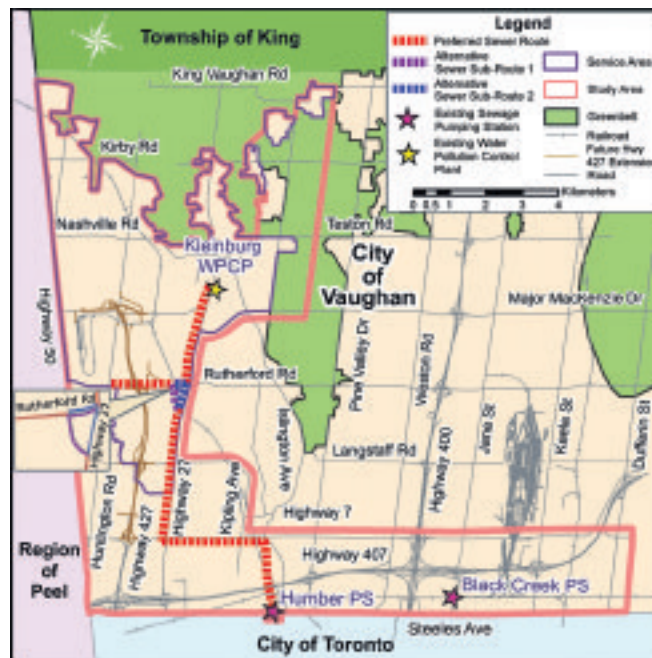 Legend
Township of King
Preferred Sewer Route
Alternative
Sewer Sub-Route 1
Service Area
Alternative
Sewer Sub-Route 2
Study Area
Existing Sewage
Pumping Station
Greenbelt
Existing Water
Pollution Control
Plant
Railroad
Future Hwy
427 Extension
Road
Kilometers
0 0.5 1 2 3 4
King Vaughan Rd
Kirby Rd
Nashville Rd
Teston Rd
Kleinburg
WPCP
City
of
Vaughan
Major MacKenzie Dr
Highway 50
Pine Valley Dr
Weston Rd
Rutherford Rd
Rutherford Rd
Highway 27
Islington Ave
Highway 400
Jane St
Keele St
Dufferin St
Langstaff Rd
Huntington Rd
Highway 427
Highway 27
Kipling Ave
Highway 7
Region
of
Peel
Highway 407
Humber PS
Black Creek PS
Steeles Ave
City of Toronto